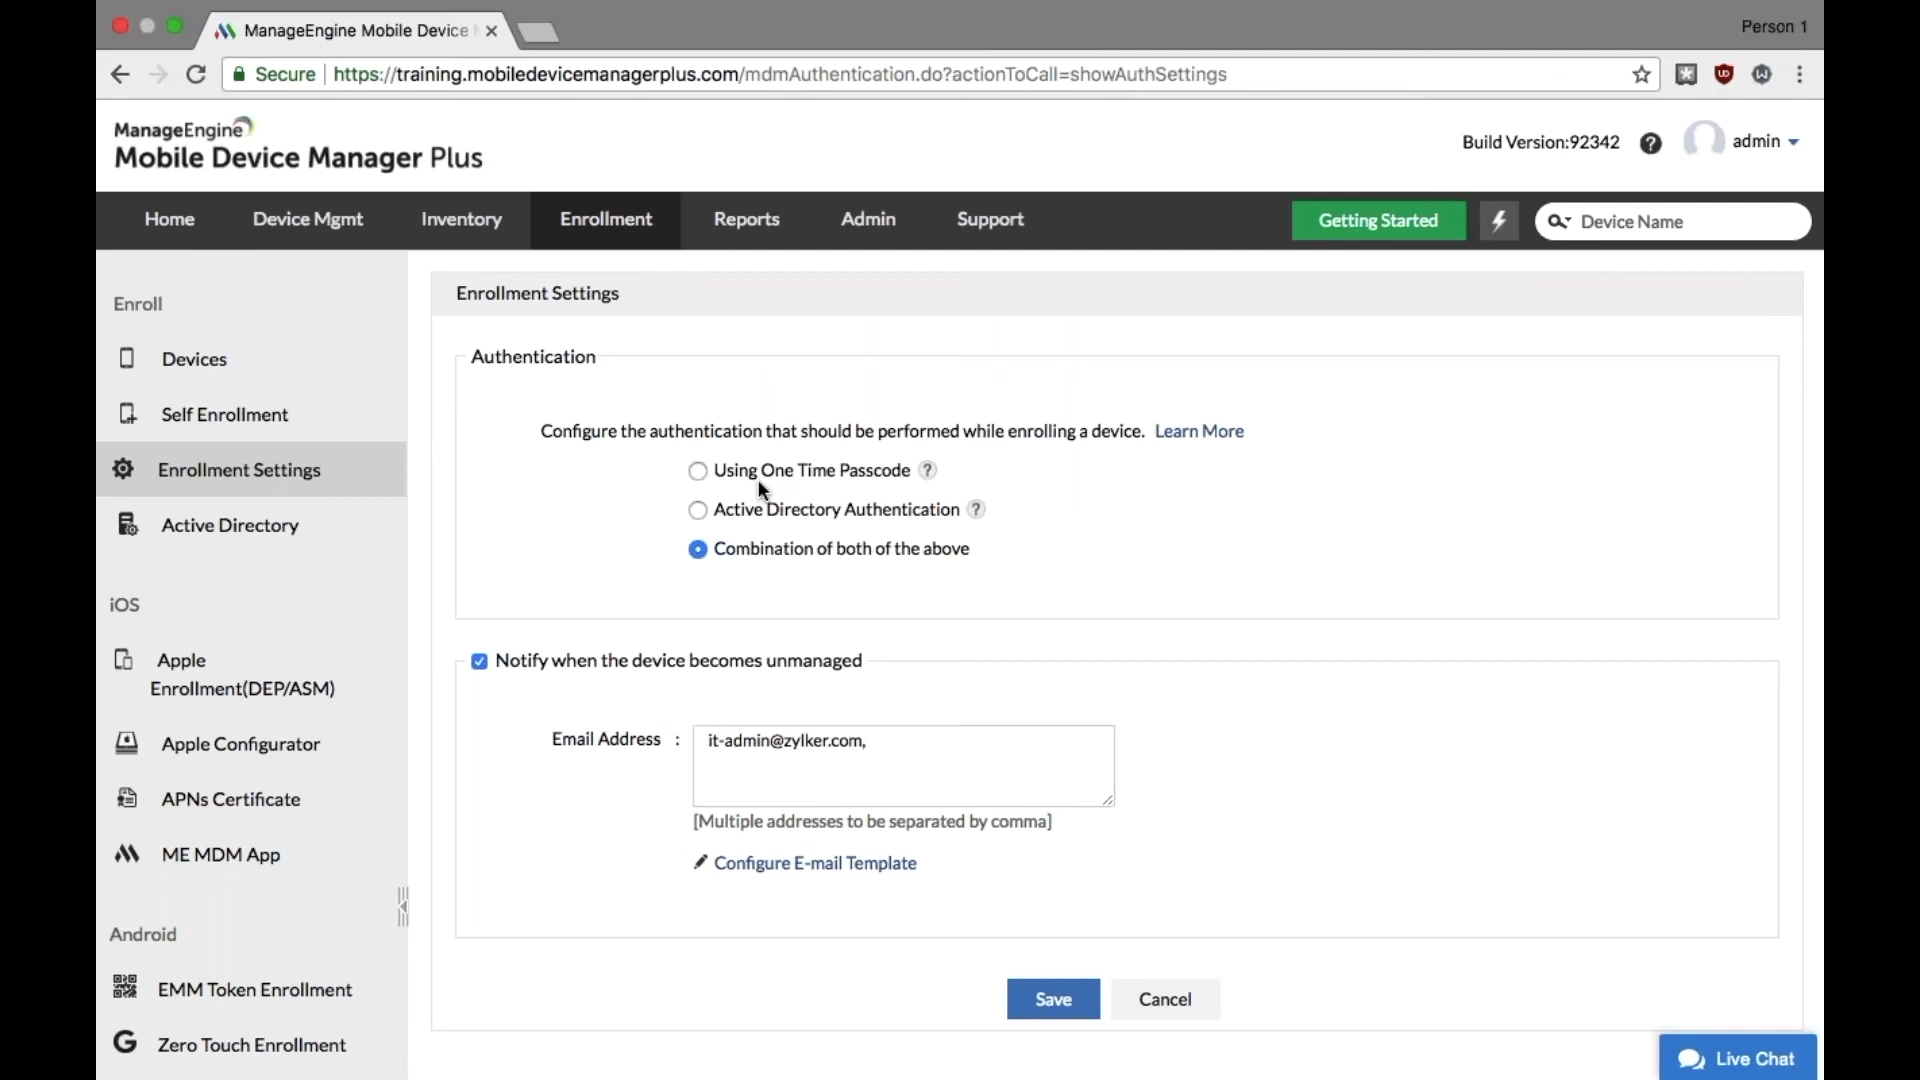 ManageEngine Mobile Device
Person 1
Secure https://training.mobiledevicemanagerplus.com/mdmAuthentication.do?actionToCall=showAuthSettings
ManageEngine
Mobile Device Manager Plus
Build Version:92342
admin
Home
Device Mgmt
Inventory
Enrollment
Reports
Admin
Support
Getting Started
Device Name
Enroll
Devices
Self Enrollment
Enrollment Settings
Active Directory
iOS
Apple
Enrollment(DEP/ASM)
Apple Configurator
APNs Certificate
ME MDM App
Android
EMM Token Enrollment
Zero Touch Enrollment
Enrollment Settings
Authentication
Configure the authentication that should be performed while enrolling a device. Learn More
Using One Time Passcode ?
Active Directory Authentication ?
Combination of both of the above
Notify when the device becomes unmanaged
Email Address : it-admin@zylker.com,
[Multiple addresses to be separated by comma]
Configure E-mail Template
Save
Cancel
Live Chat